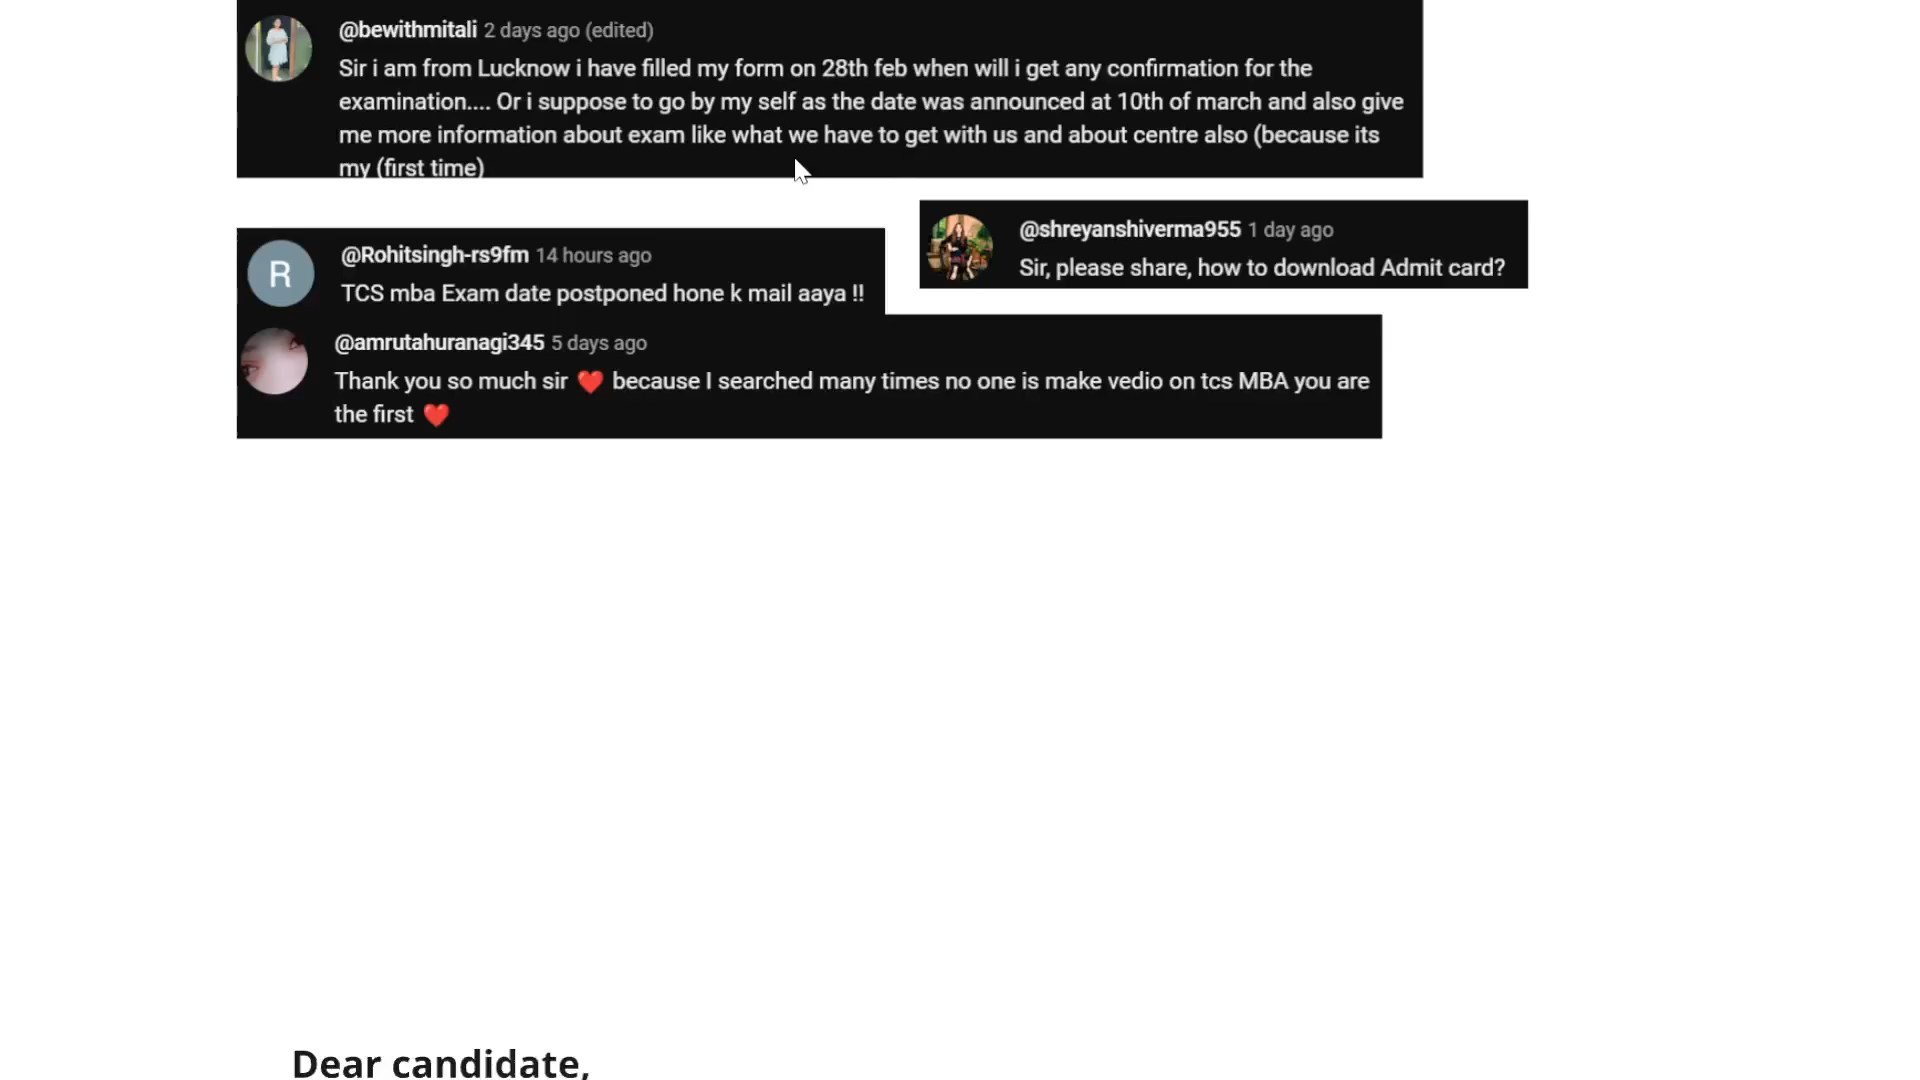 @bewithmitali 2 days ago (edited)
Sir i am from Lucknow i have filled my form on 28th feb when will i get any confirmation for the
examination.... Or i suppose to go by my self as the date was announced at 10th of march and also give
me more information about exam like what we have to get with us and about centre also (because its
my (first time)
@shreyanshiverma955 1 day ago
Sir, please share, how to download Admit card?
R
@Rohitsingh-rs9fm 14 hours ago
TCS mba Exam date postponed hone k mail aaya !!
@amrutahuranagi345 5 days ago
Thank you so much sir ❤️ because I searched many times no one is make vedio on tcs MBA you are
the first ❤️
Dear candidate,